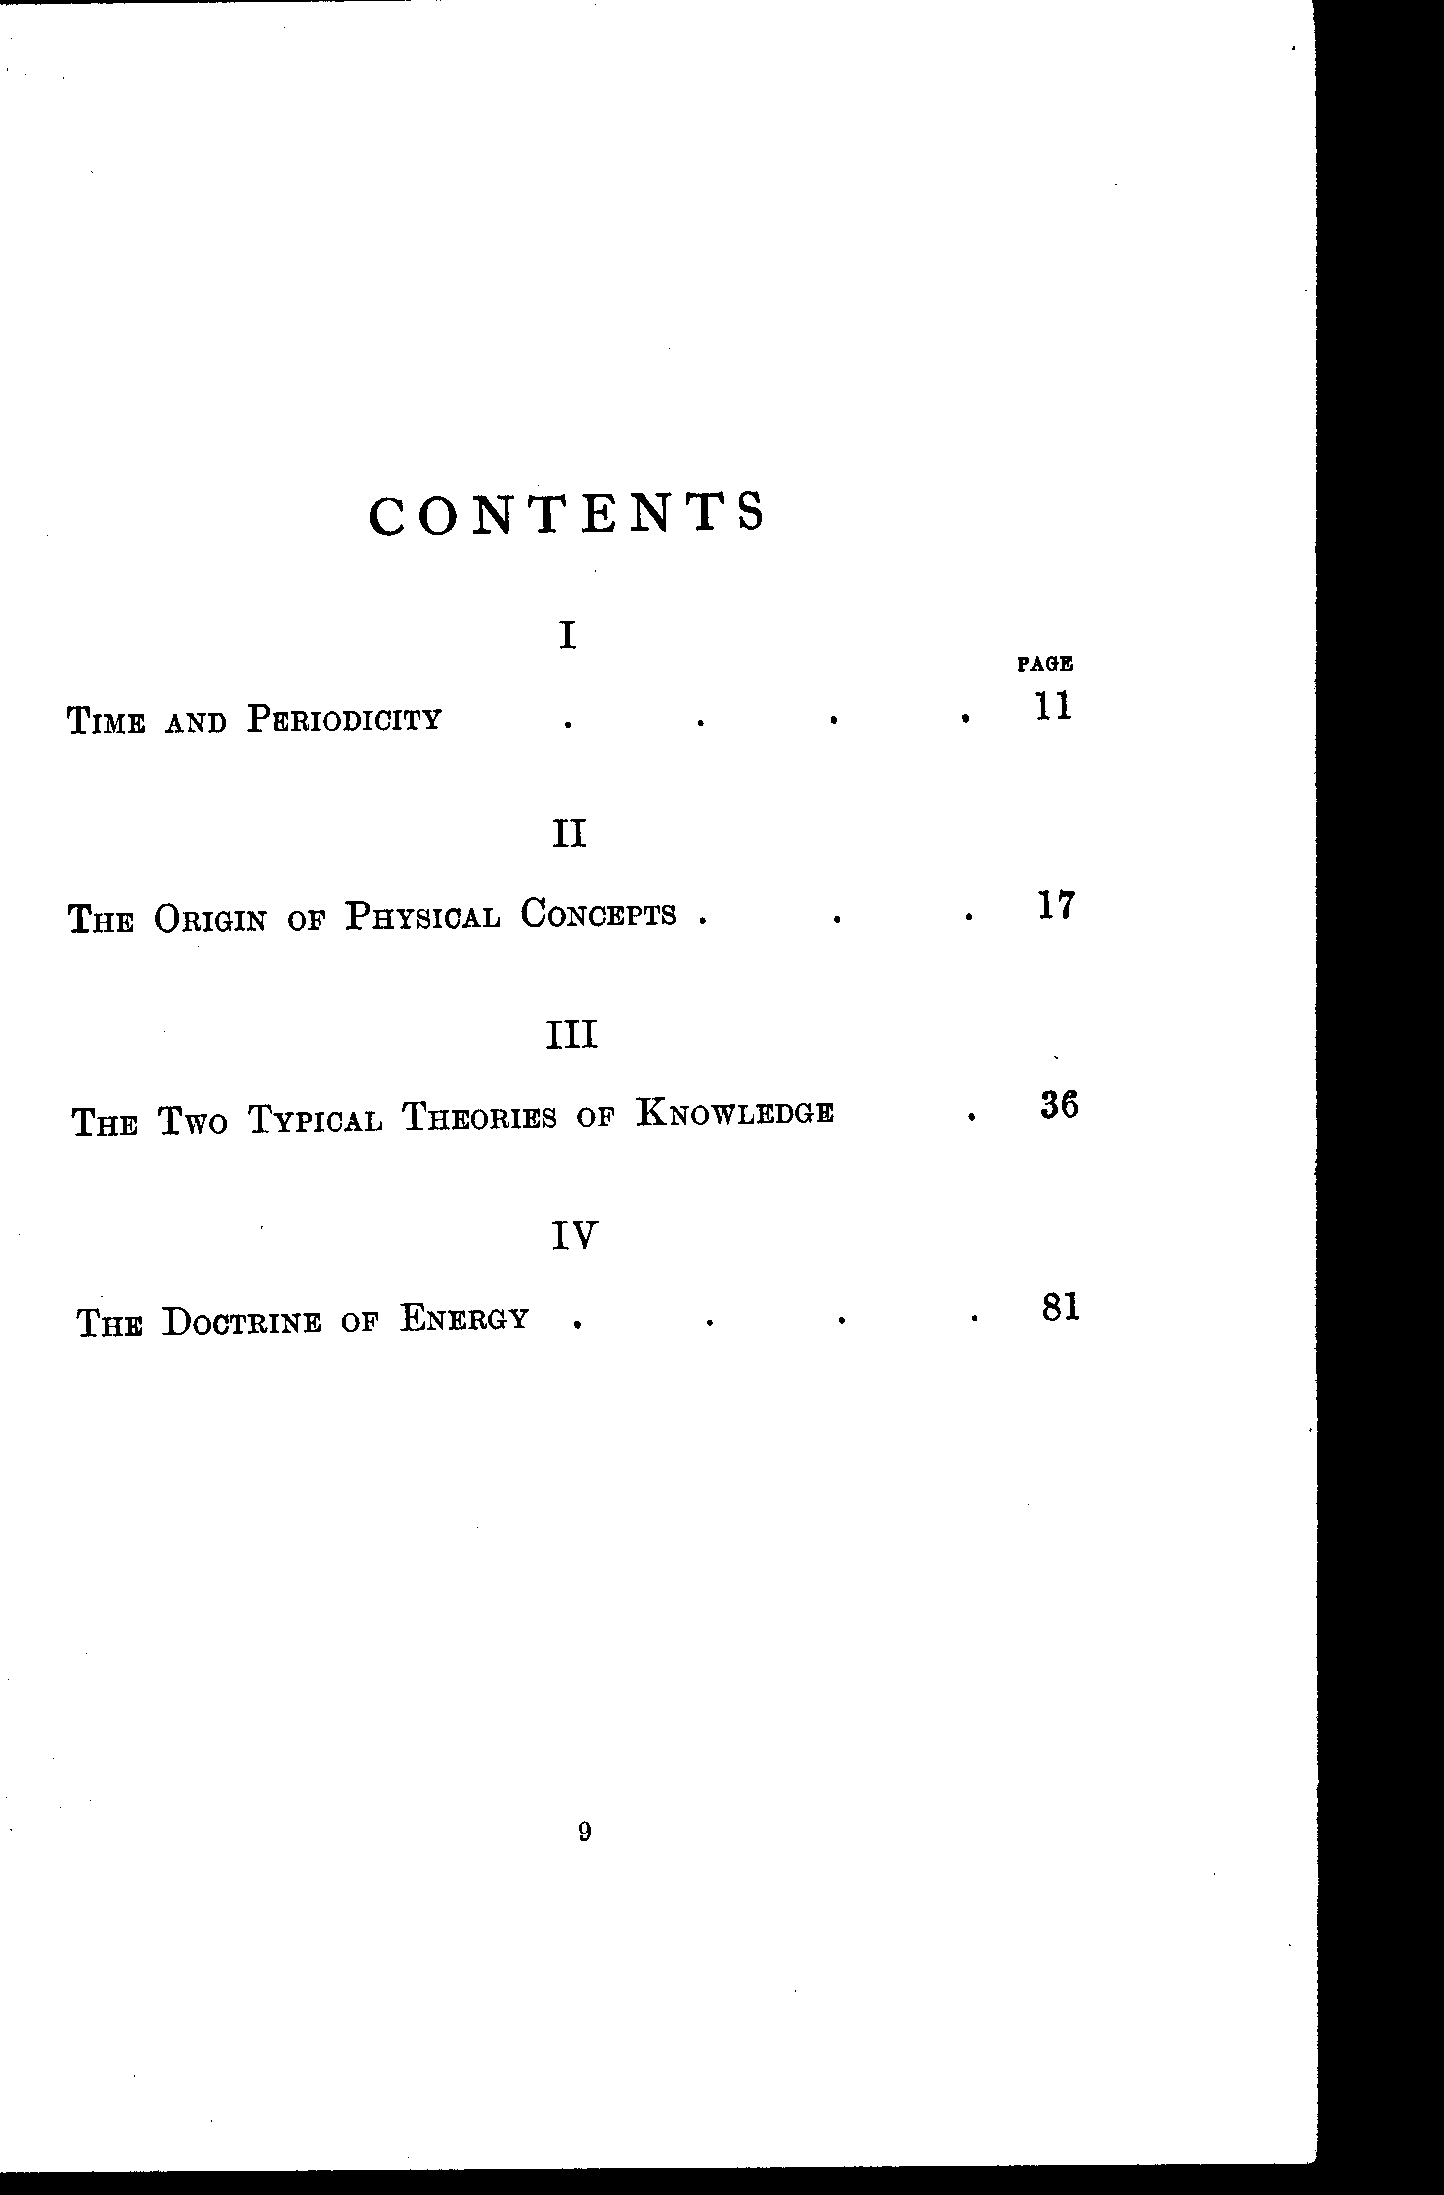 CONTENTS
I
PAGE
TIME AND PERIODICITY . . . . 11
II
THE ORIGIN OF PHYSICAL CONCEPTS . . . 17
III
THE TWO TYPICAL THEORIES OF KNOWLEDGE . 36
IV
THE DOCTRINE OF ENERGY . . . . 81
9